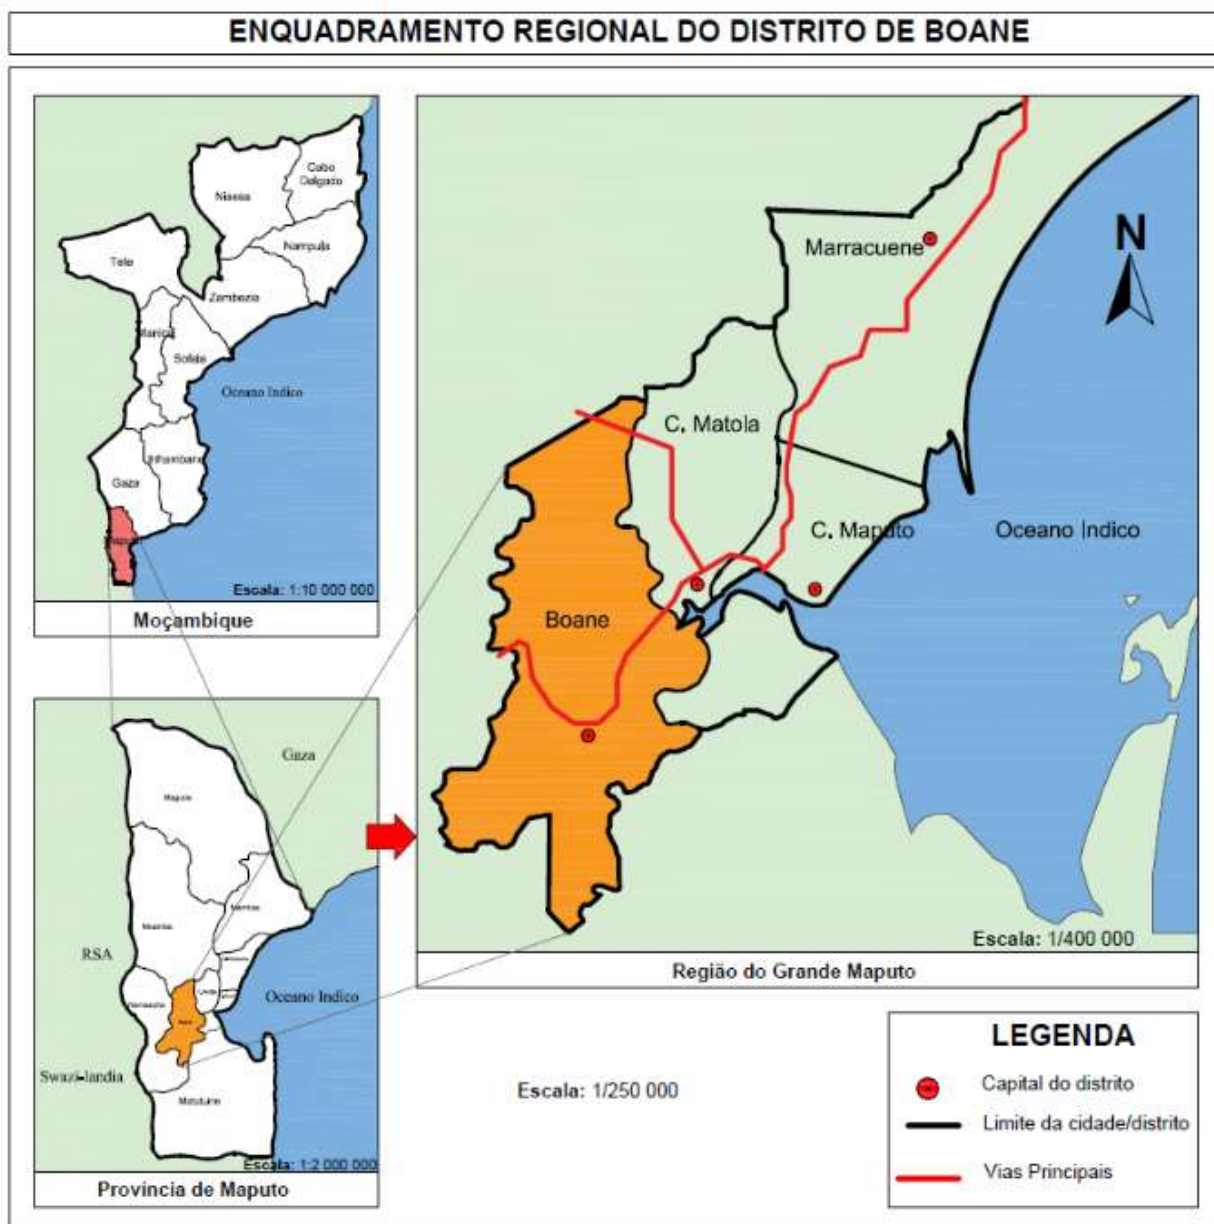 ENQUADRAMENTO REGIONAL DO DISTRITO DE BOANE
Cabo
Delgado
Niassa
Nampula
Tete
Zambezia
Sofala
Oceano Indico
Inhambane
Gaza
Escala: 1:10 000 000
Moçambique
Marracuene
N
C. Matola
C. Maputo
Oceano Indico
Boane
Escala: 1/400 000
Região do Grande Maputo
Gaza
RSA
Oceano Indico
Swazi-landia
Escala: 1:2 000 000
Província de Maputo
Escala: 1/250 000
LEGENDA
Capital do distrito
Limite da cidade/distrito
Vias Principais